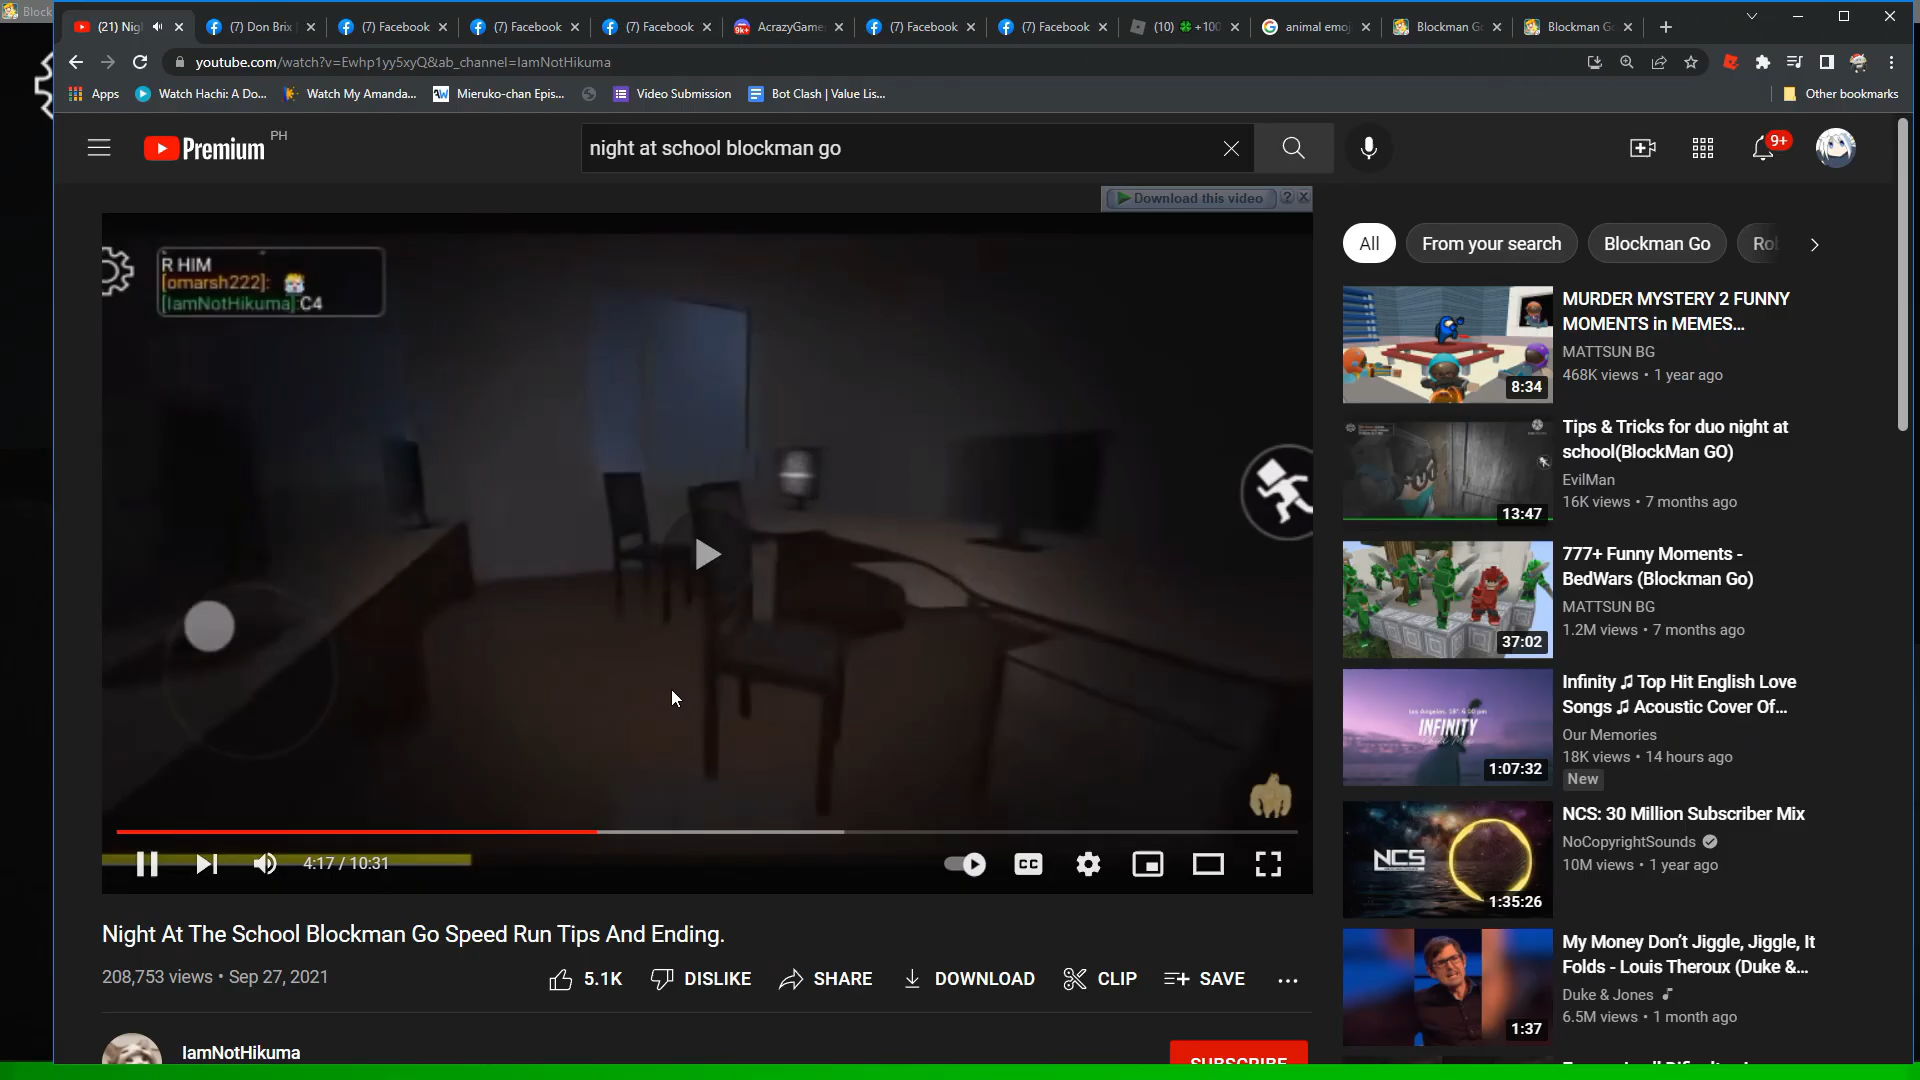 Block
(21) Nig
(7) Don Brix
(7) Facebook
(7) Facebook
(7) Facebook
AcrazyGame
(7) Facebook
(7) Facebook
(10) 🍀 +100
animal emoj
Blockman G
Blockman G
youtube.com/watch?v=Ewhp1yy5xyQ&ab_channel=IamNotHikuma
Apps
Watch Hachi: A Do...
Watch My Amanda...
Mieruko-chan Epis...
Video Submission
Bot Clash | Value Lis...
Other bookmarks
Premium PH
night at school blockman go
9+
Download this video
R HIM
[omarsh222]:
[IamNotHikuma]:C4
4:17 / 10:31
CC
Night At The School Blockman Go Speed Run Tips And Ending.
208,753 views • Sep 27, 2021
5.1K
DISLIKE
SHARE
DOWNLOAD
CLIP
SAVE
IamNotHikuma
SUBSCRIBE
All
From your search
Blockman Go
Rob
MURDER MYSTERY 2 FUNNY
MOMENTS in MEMES...
MATTSUN BG
468K views • 1 year ago
8:34
Tips & Tricks for duo night at
school(BlockMan GO)
EvilMan
16K views • 7 months ago
13:47
777+ Funny Moments -
BedWars (Blockman Go)
MATTSUN BG
1.2M views • 7 months ago
37:02
Infinity ♫ Top Hit English Love
Songs ♫ Acoustic Cover Of...
Our Memories
18K views • 14 hours ago
New
INFINITY
1:07:32
NCS: 30 Million Subscriber Mix
NoCopyrightSounds
10M views • 1 year ago
NCS
1:35:26
My Money Don't Jiggle, Jiggle, It
Folds - Louis Theroux (Duke &...
Duke & Jones
6.5M views • 1 month ago
1:37